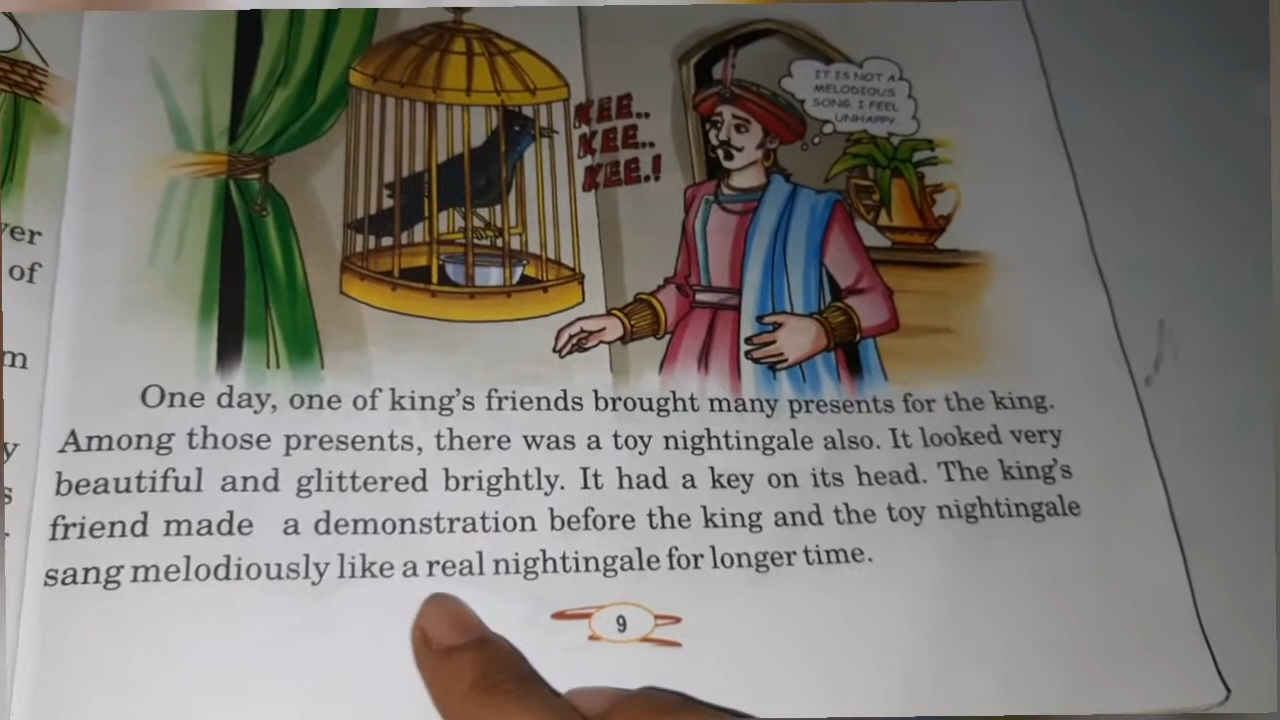 KEE..
KEE..
KEE.!
IT IS NOT A
MELODIOUS
SONG. I FEEL
UNHAPPY.
of
One day, one of king's friends brought many presents for the king.
Among those presents, there was a toy nightingale also. It looked very
beautiful and glittered brightly. It had a key on its head. The king's
friend made a demonstration before the king and the toy nightingale
sang melodiously like a real nightingale for longer time.
9